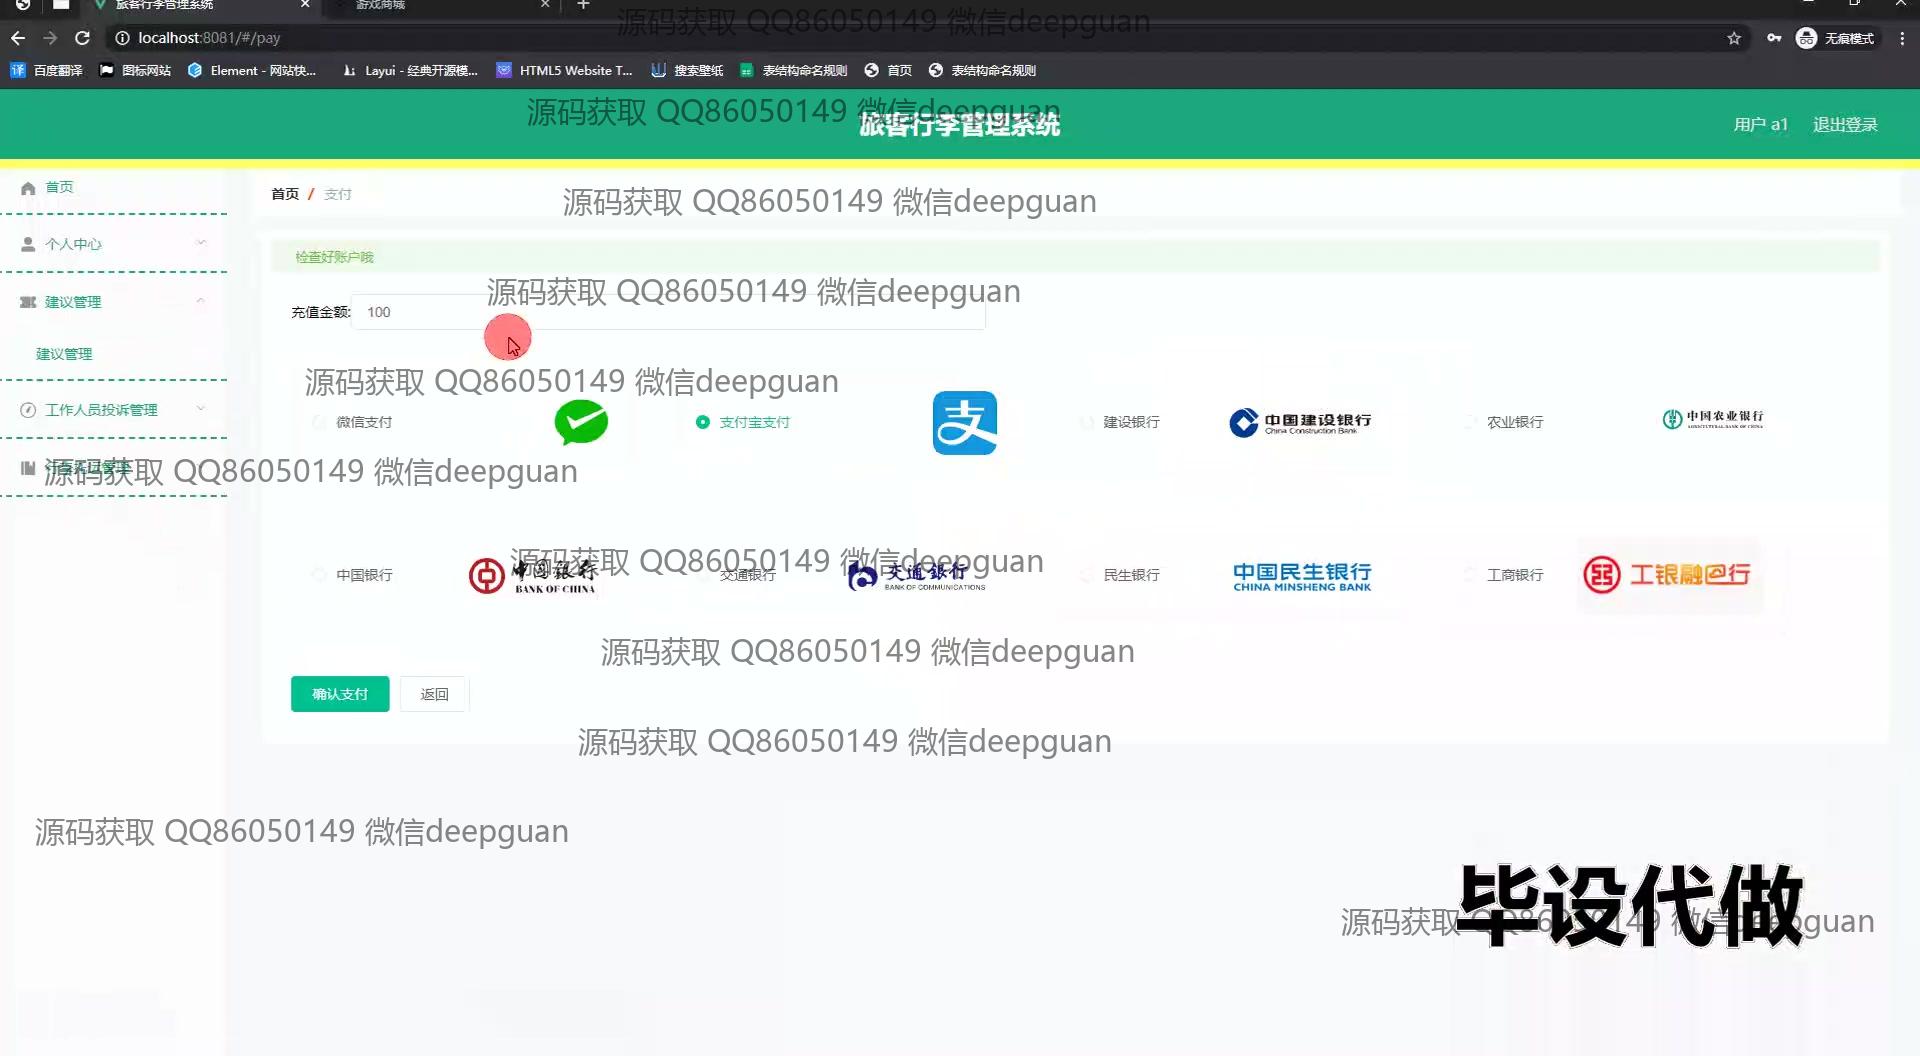 旅客行李管理系统
游戏商城
源码获取 QQ86050149 微信deepguan
localhost:8081/#/pay
无痕模式
百度翻译
图标网站
Element - 网站快...
Layui - 经典开源模...
HTML5 Website T...
搜索壁纸
表结构命名规则
首页
表结构命名规则
源码获取 QQ86050149 微信deepguan
旅客行李管理系统
用户 a1
退出登录
首页
首页 / 支付
源码获取 QQ86050149 微信deepguan
个人中心
检查好账户哦
源码获取 QQ86050149 微信deepguan
建议管理
充值金额: 100
建议管理
源码获取 QQ86050149 微信deepguan
工作人员投诉管理
微信支付
支付宝支付
支
建设银行
中国建设银行
China Construction Bank
农业银行
中国农业银行
AGRICULTURAL BANK OF CHINA
源码获取 QQ86050149 微信deepguan
源码获取 QQ86050149 微信deepguan
中国银行
中国银行
BANK OF CHINA
交通银行
交通銀行
BANK OF COMMUNICATIONS
民生银行
中国民生银行
CHINA MINSHENG BANK
工商银行
工银融e行
源码获取 QQ86050149 微信deepguan
确认支付
返回
源码获取 QQ86050149 微信deepguan
源码获取 QQ86050149 微信deepguan
毕设代做
源码获取 QQ86050149 微信deepguan